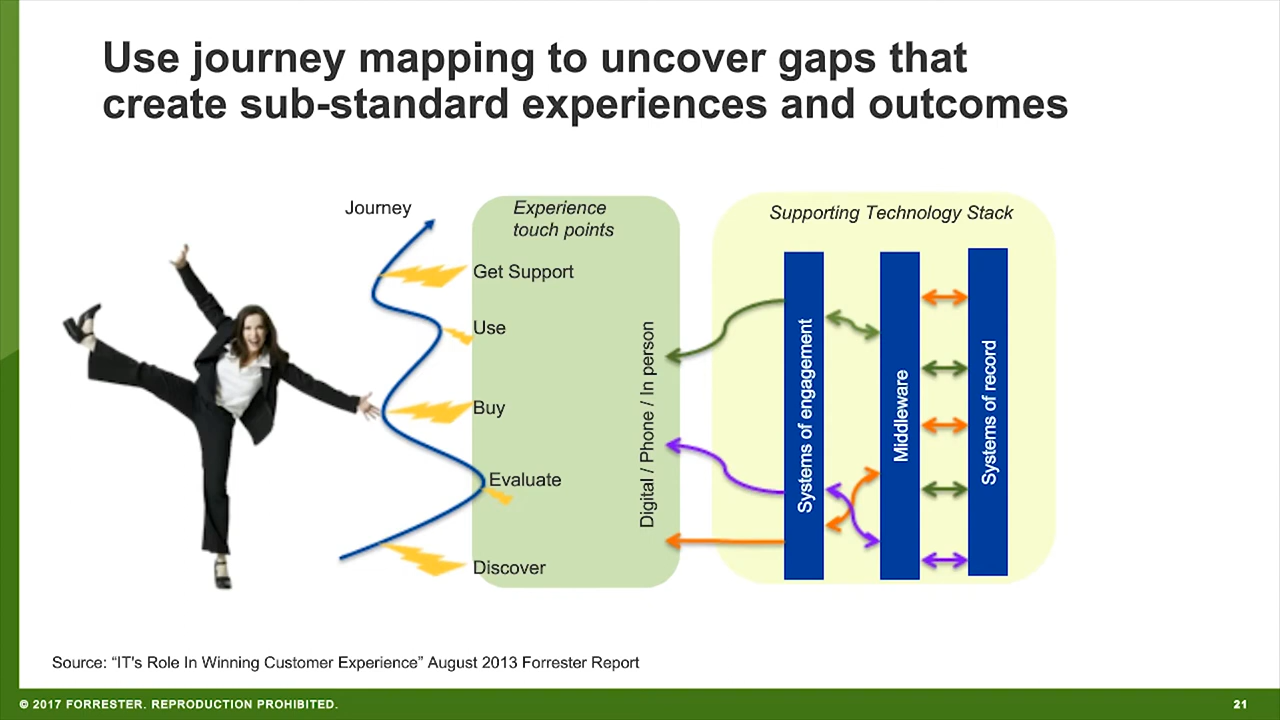 Use journey mapping to uncover gaps that
create sub-standard experiences and outcomes
Journey
Experience
touch points
Get Support
Use
Buy
Evaluate
Discover
Digital / Phone / In person
Supporting Technology Stack
Systems of engagement
Middleware
Systems of record
Source: “IT's Role In Winning Customer Experience” August 2013 Forrester Report
© 2017 FORRESTER. REPRODUCTION PROHIBITED.
21